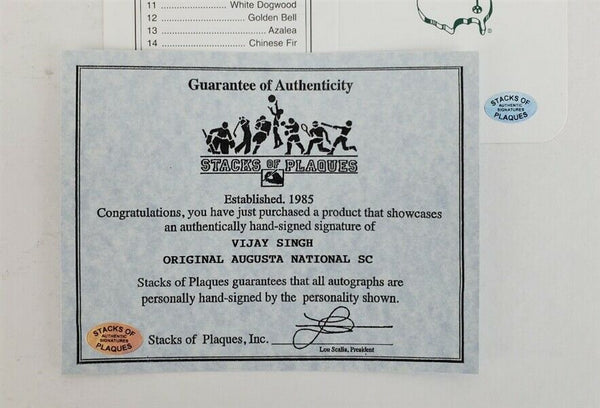 11 ........ White Dogwood
12 ........ Golden Bell
13 ........ Azalea
14 ........ Chinese Fir
STACKS OF
AUTHENTIC
SIGNATURES
PLAQUES
Guarantee of Authenticity
STACKS OF PLAQUES
Established. 1985
Congratulations, you have just purchased a product that showcases
an authentically hand-signed signature of
VIJAY SINGH
ORIGINAL AUGUSTA NATIONAL SC
Stacks of Plaques guarantees that all autographs are
personally hand-signed by the personality shown.
STACKS OF
AUTHENTIC
SIGNATURES
PLAQUES
Stacks of Plaques, Inc.
Lou Scalia, President